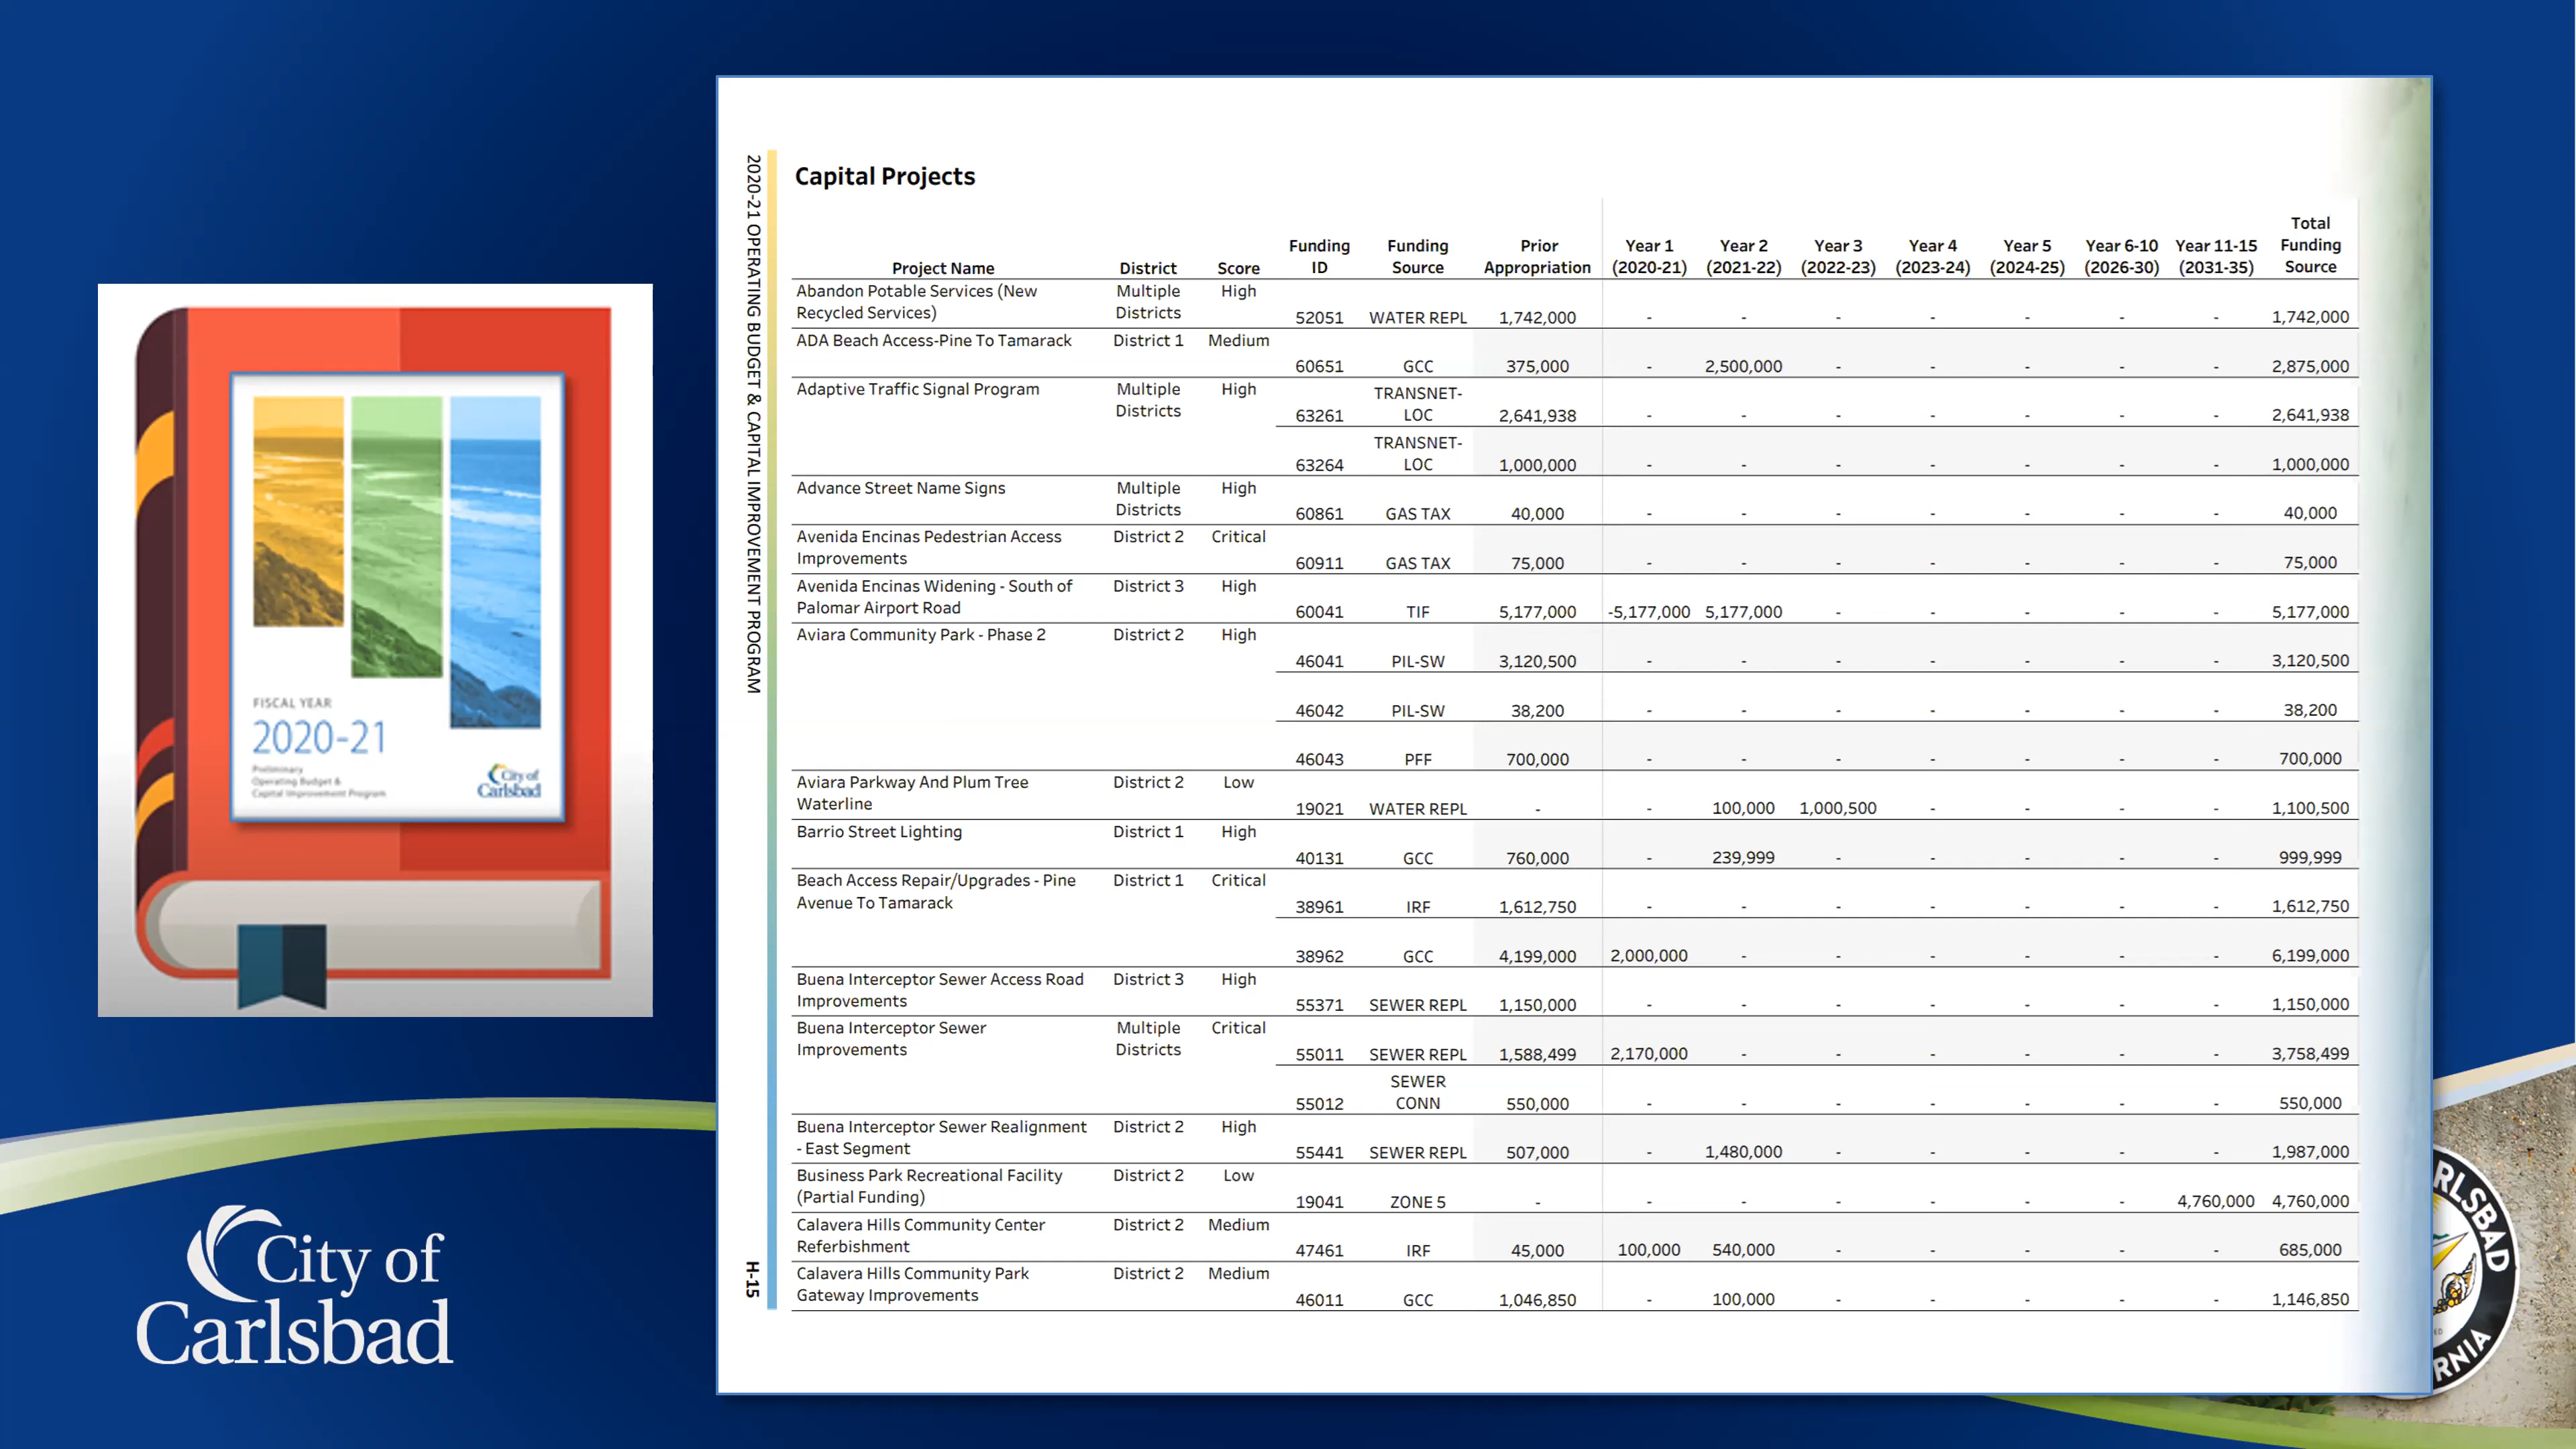 2020-21 OPERATING BUDGET & CAPITAL IMPROVEMENT PROGRAM
H-15
Capital Projects
Project Name District Score Funding ID Funding Source Prior Appropriation Year 1 (2020-21) Year 2 (2021-22) Year 3 (2022-23) Year 4 (2023-24) Year 5 (2024-25) Year 6-10 (2026-30) Year 11-15 (2031-35) Total Funding Source
Abandon Potable Services (New Recycled Services) Multiple Districts High 52051 WATER REPL 1,742,000 - - - - - - - 1,742,000
ADA Beach Access-Pine To Tamarack District 1 Medium 60651 GCC 375,000 - 2,500,000 - - - - - 2,875,000
Adaptive Traffic Signal Program Multiple Districts High 63261 TRANSNET-LOC 2,641,938 - - - - - - - 2,641,938
63264 TRANSNET-LOC 1,000,000 - - - - - - - 1,000,000
Advance Street Name Signs Multiple Districts High 60861 GAS TAX 40,000 - - - - - - - 40,000
Avenida Encinas Pedestrian Access Improvements District 2 Critical 60911 GAS TAX 75,000 - - - - - - - 75,000
Avenida Encinas Widening - South of Palomar Airport Road District 3 High 60041 TIF 5,177,000 -5,177,000 5,177,000 - - - - - 5,177,000
Aviara Community Park - Phase 2 District 2 High 46041 PIL-SW 3,120,500 - - - - - - - 3,120,500
46042 PIL-SW 38,200 - - - - - - - 38,200
46043 PFF 700,000 - - - - - - - 700,000
Aviara Parkway And Plum Tree Waterline District 2 Low 19021 WATER REPL - - 100,000 1,000,500 - - - - 1,100,500
Barrio Street Lighting District 1 High 40131 GCC 760,000 - 239,999 - - - - - 999,999
Beach Access Repair/Upgrades - Pine Avenue To Tamarack District 1 Critical 38961 IRF 1,612,750 - - - - - - - 1,612,750
38962 GCC 4,199,000 2,000,000 - - - - - - 6,199,000
Buena Interceptor Sewer Access Road Improvements District 3 High 55371 SEWER REPL 1,150,000 - - - - - - - 1,150,000
Buena Interceptor Sewer Improvements Multiple Districts Critical 55011 SEWER REPL 1,588,499 2,170,000 - - - - - - 3,758,499
55012 SEWER CONN 550,000 - - - - - - - 550,000
Buena Interceptor Sewer Realignment - East Segment District 2 High 55441 SEWER REPL 507,000 - 1,480,000 - - - - - 1,987,000
Business Park Recreational Facility (Partial Funding) District 2 Low 19041 ZONE 5 - - - - - - - 4,760,000 4,760,000
Calavera Hills Community Center Referbishment District 2 Medium 47461 IRF 45,000 100,000 540,000 - - - - - 685,000
Calavera Hills Community Park Gateway Improvements District 2 Medium 46011 GCC 1,046,850 - 100,000 - - - - - 1,146,850
FISCAL YEAR
2020-21
Preliminary
Operating Budget &
Capital Improvement Program
City of
Carlsbad
City of
Carlsbad
RLSBAD
RNIA